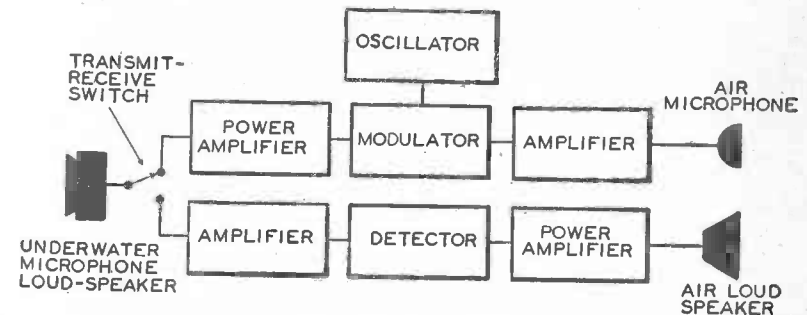 OSCILLATOR
TRANSMIT-
RECEIVE
SWITCH
AIR
MICROPHONE
POWER
AMPLIFIER
MODULATOR
AMPLIFIER
AMPLIFIER
DETECTOR
POWER
AMPLIFIER
UNDERWATER
MICROPHONE
LOUD-SPEAKER
AIR LOUD
SPEAKER